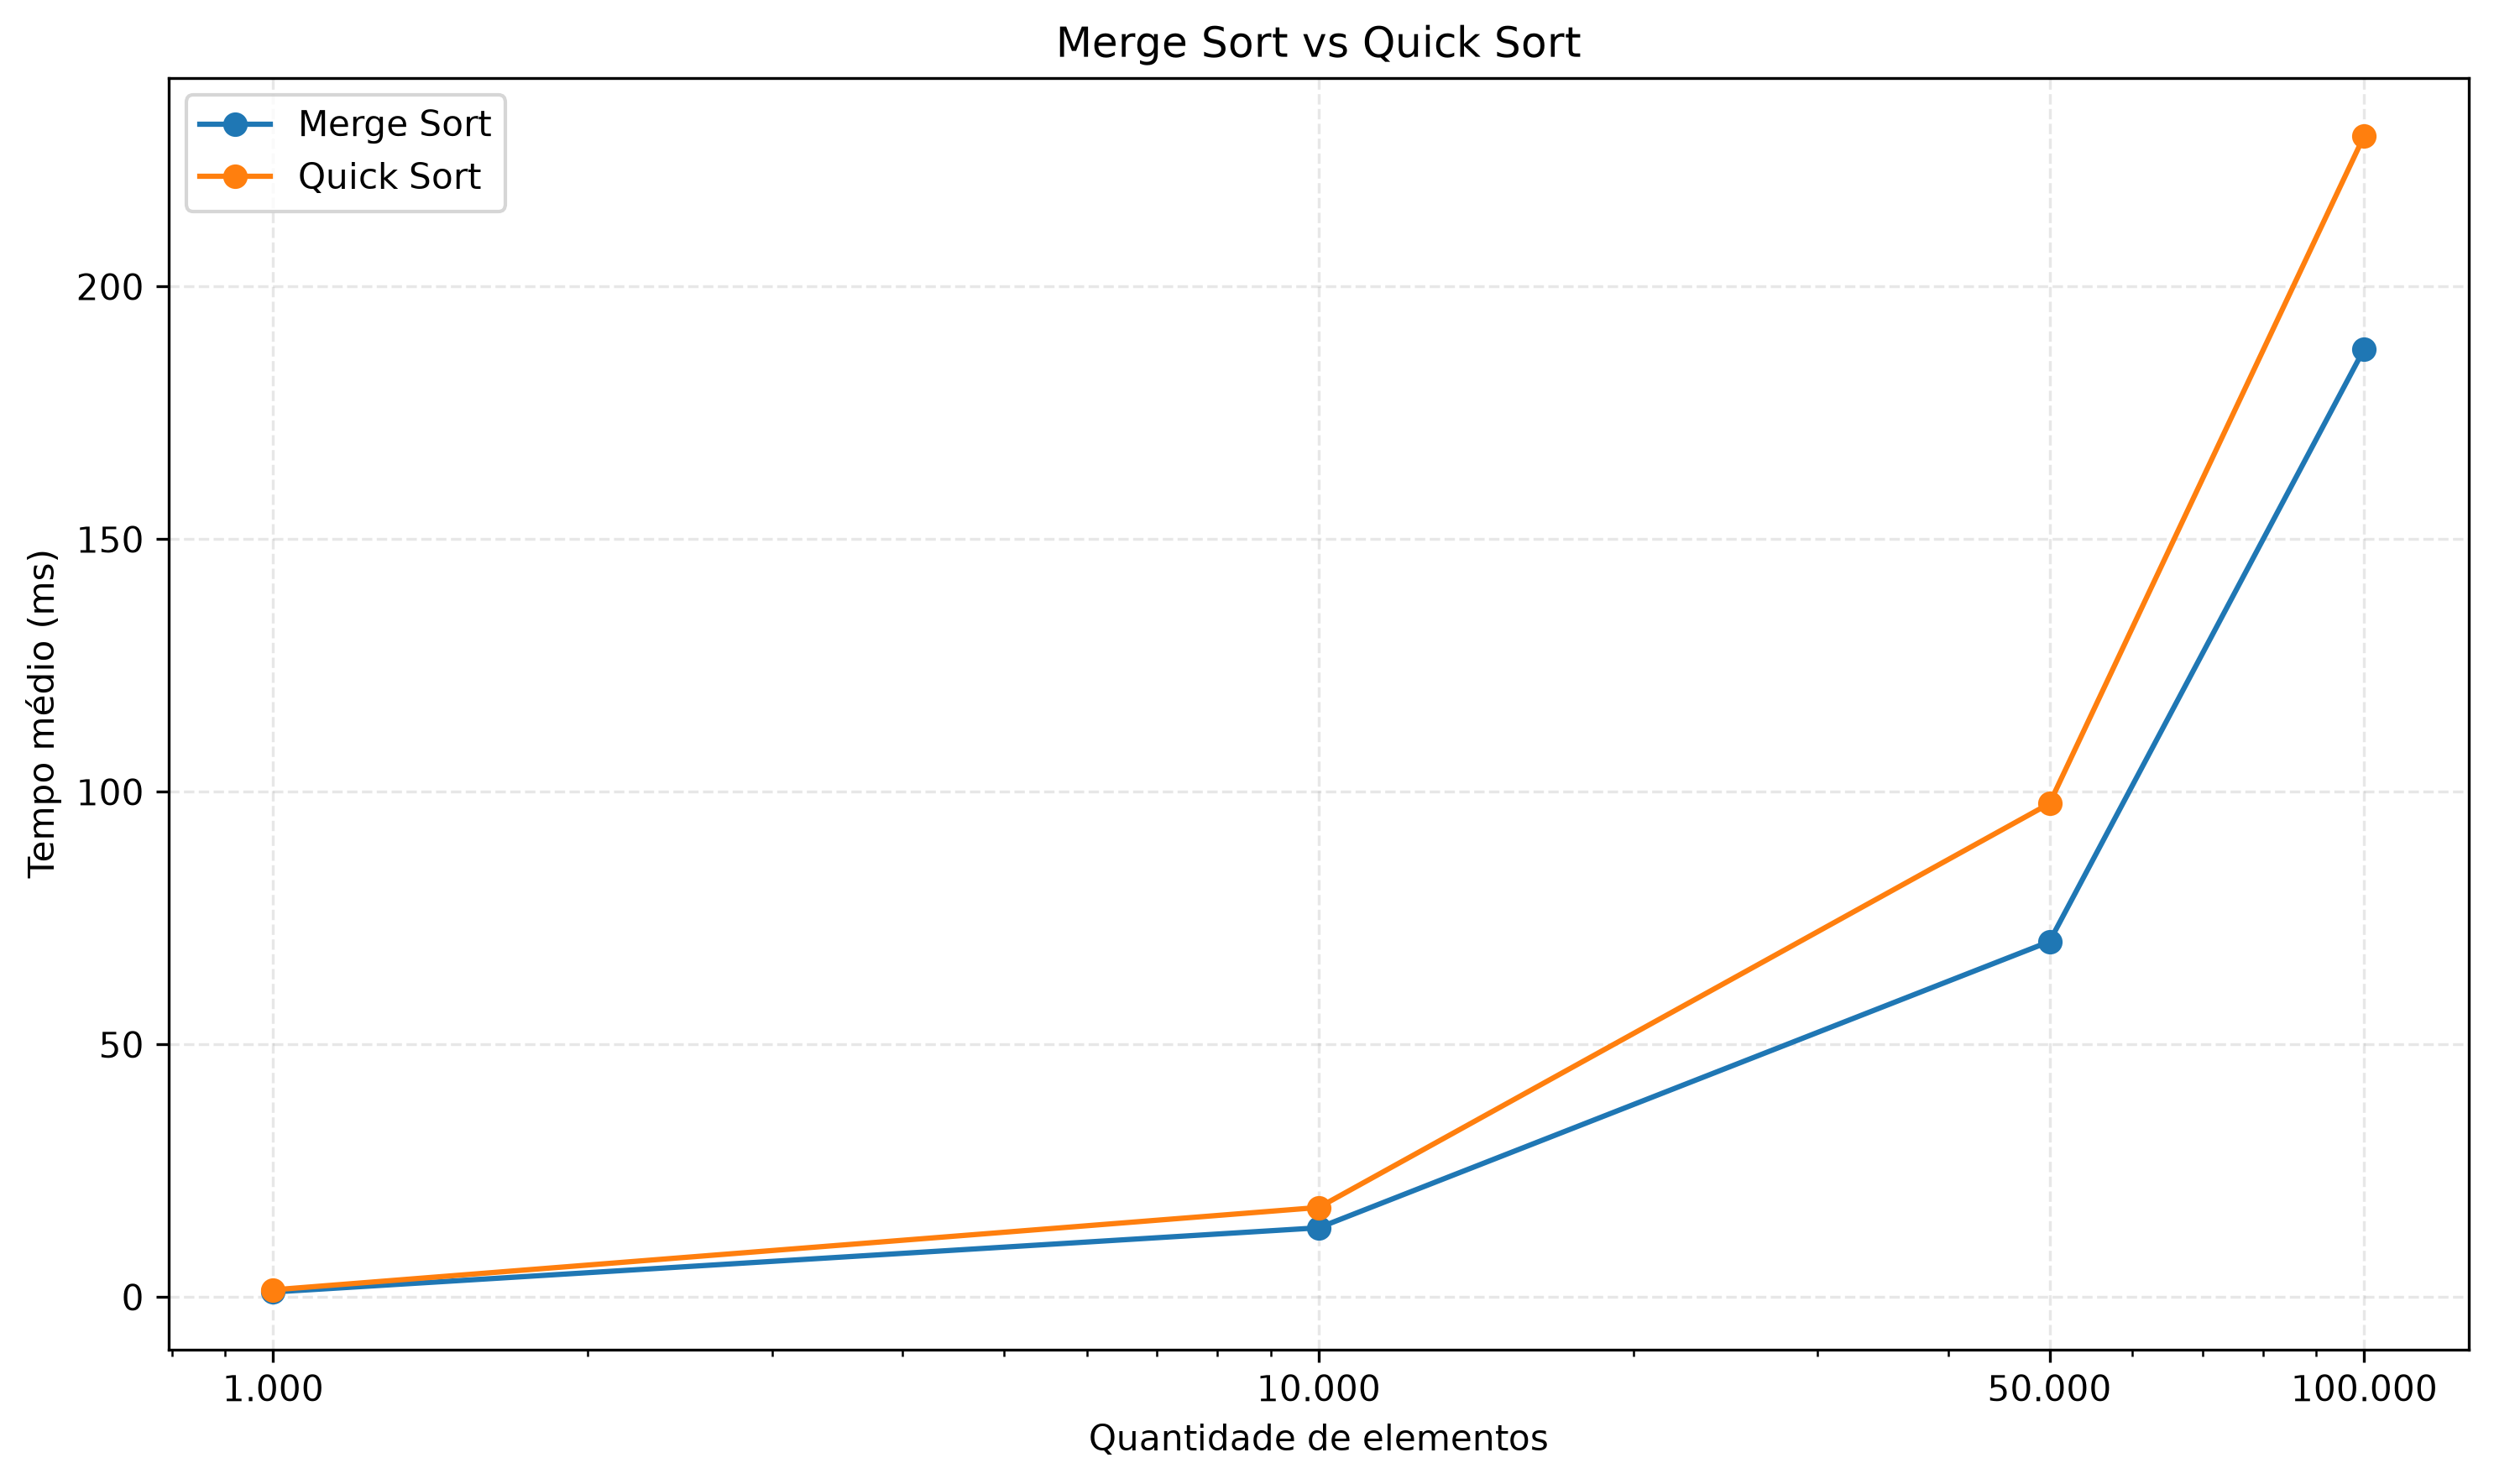 Merge Sort vs Quick Sort
Merge Sort
Quick Sort
Tempo médio (ms)
200
150
100
50
0
1.000
10.000
50.000
100.000
Quantidade de elementos